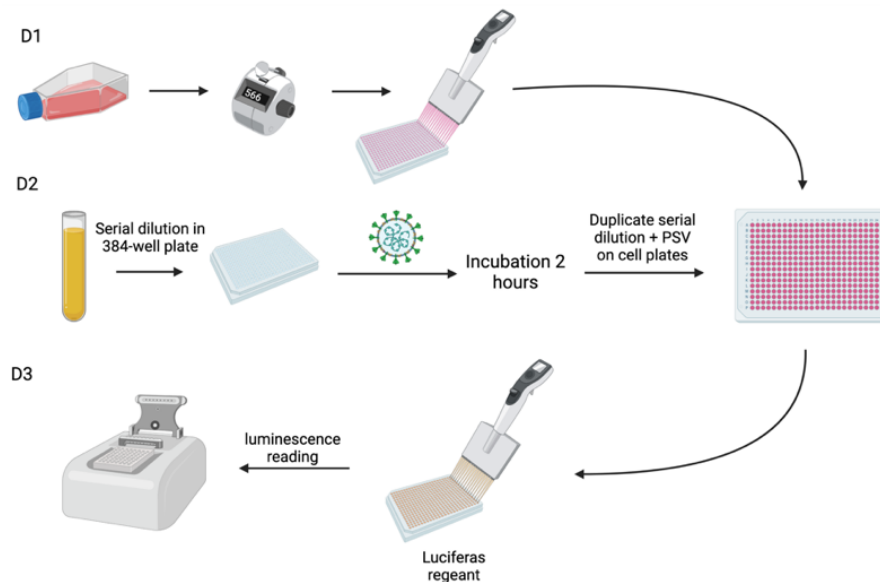 D1
566
D2
Serial dilution in
384-well plate
Incubation 2
hours
Duplicate serial
dilution + PSV
on cell plates
D3
luminescence
reading
Luciferas
regeant